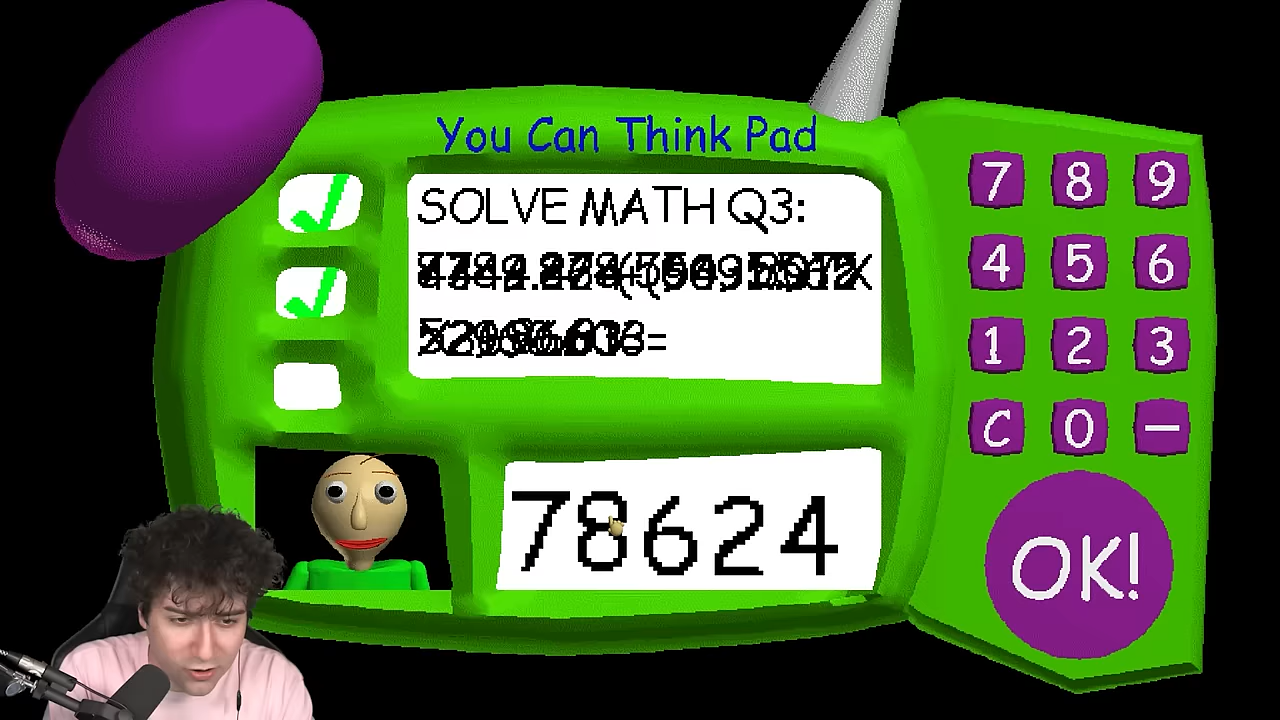 You Can Think Pad
SOLVE MATH Q3:
78624
7 8 9
4 5 6
1 2 3
C 0 –
OK!